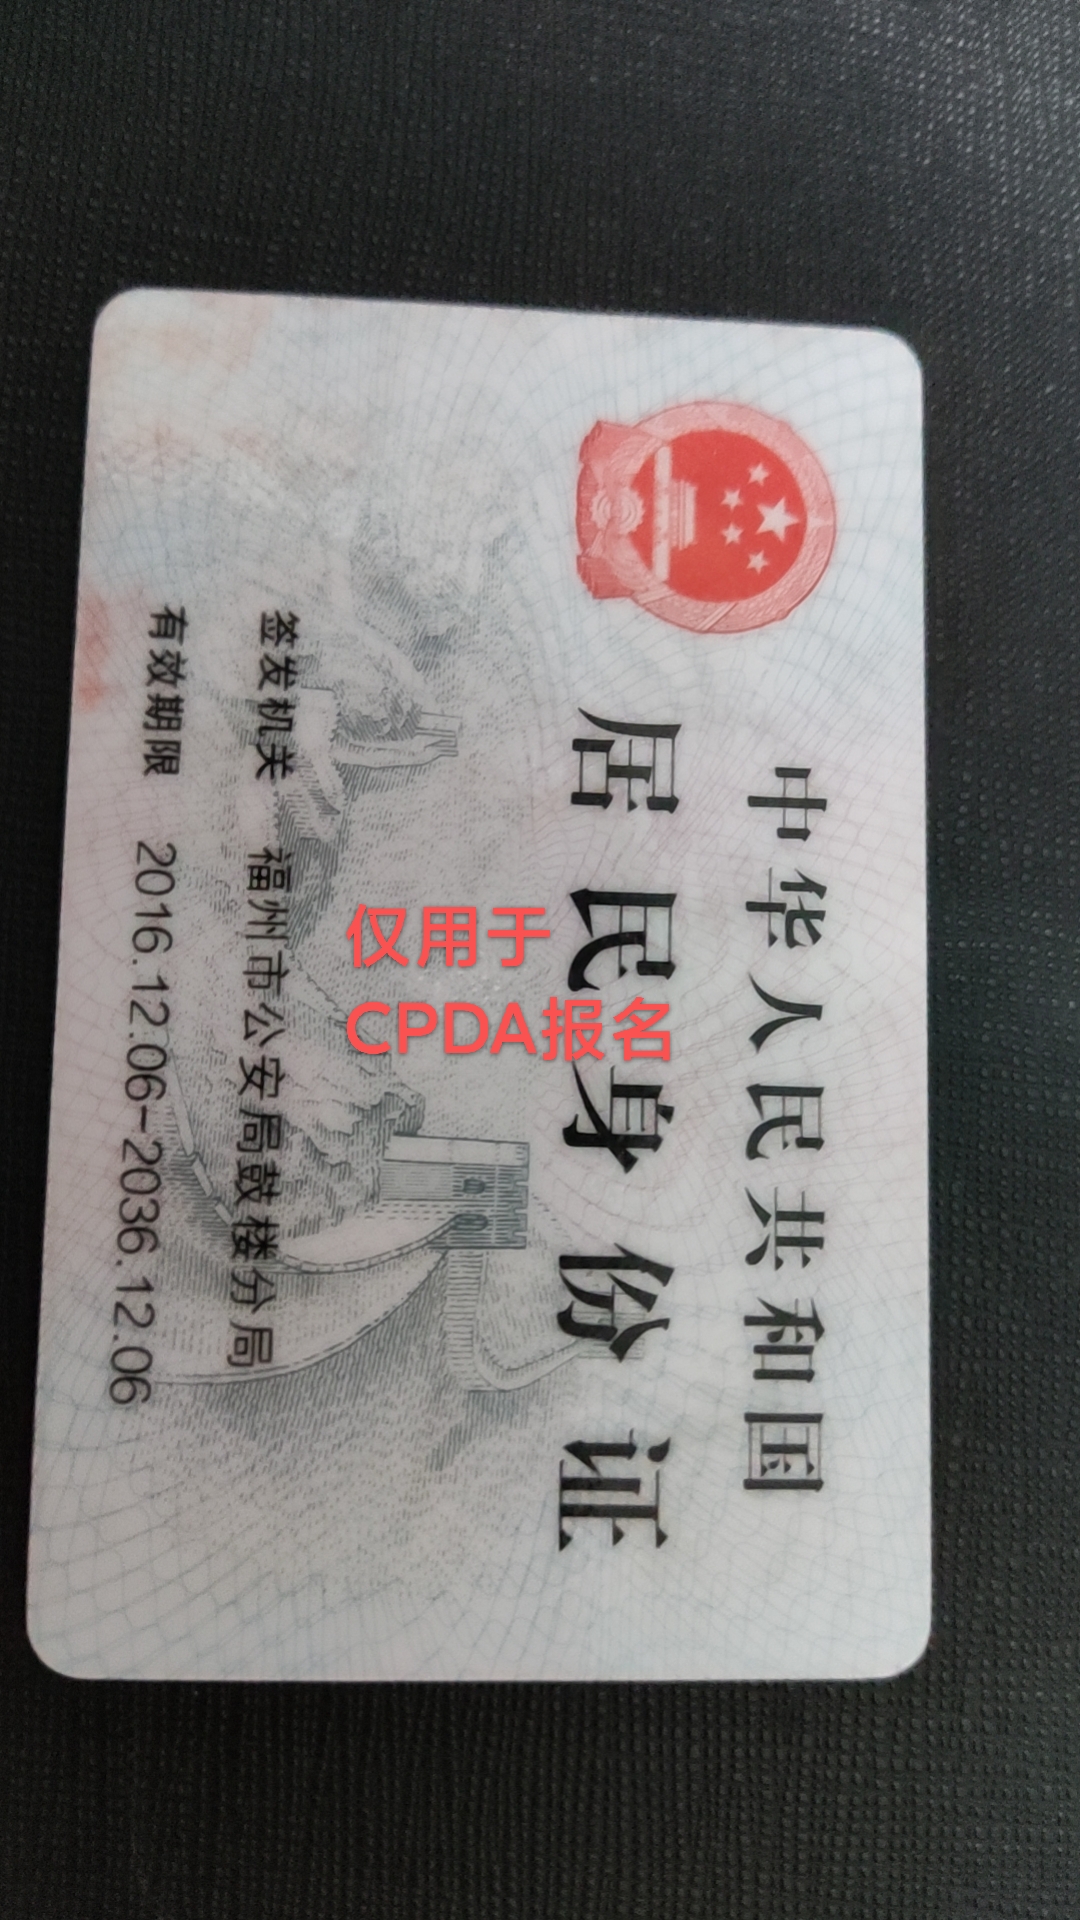 中华人民共和国
居民身份证
仅用于
CPDA报名
签发机关 福州市公安局鼓楼分局
有效期限 2016.12.06-2036.12.06